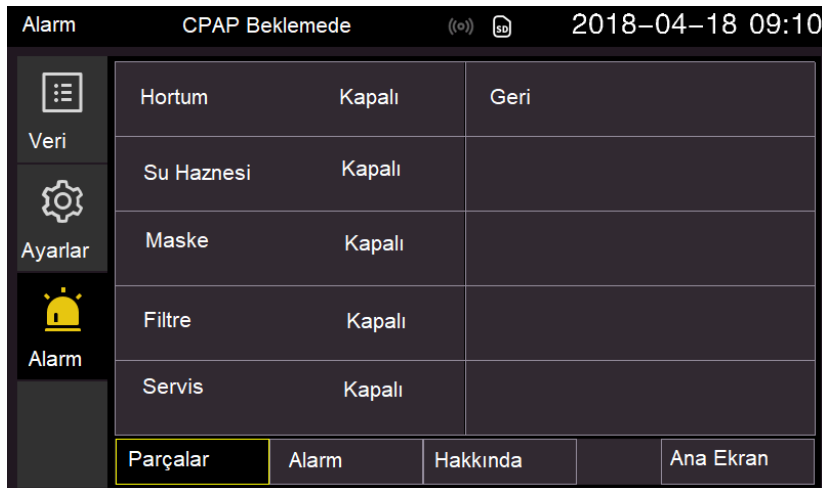 Alarm CPAP Beklemede SD 2018-04-18 09:10
Veri
Ayarlar
Alarm
Hortum Kapalı Geri
Su Haznesi Kapalı
Maske Kapalı
Filtre Kapalı
Servis Kapalı
Parçalar Alarm Hakkında Ana Ekran